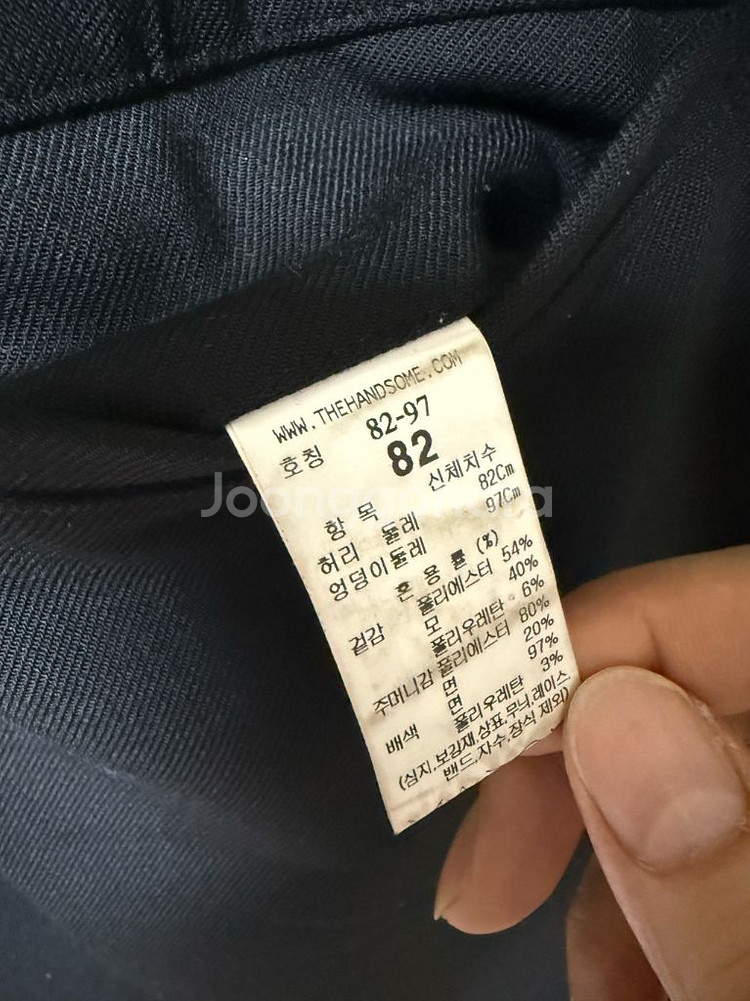 WWW.THEHANDSOME.COM
호칭 82-97
82
항 목 신체치수
허리 둘레 82Cm
엉덩이둘레 97Cm
혼 용 률 (%)
겉감 폴리에스터 54%
모 40%
폴리우레탄 6%
주머니감 폴리에스터 80%
면 20%
배색 면 97%
폴리우레탄 3%
(심지,보강재,상표,무늬,레이스
밴드,자수,장식 제외)
Joongonara